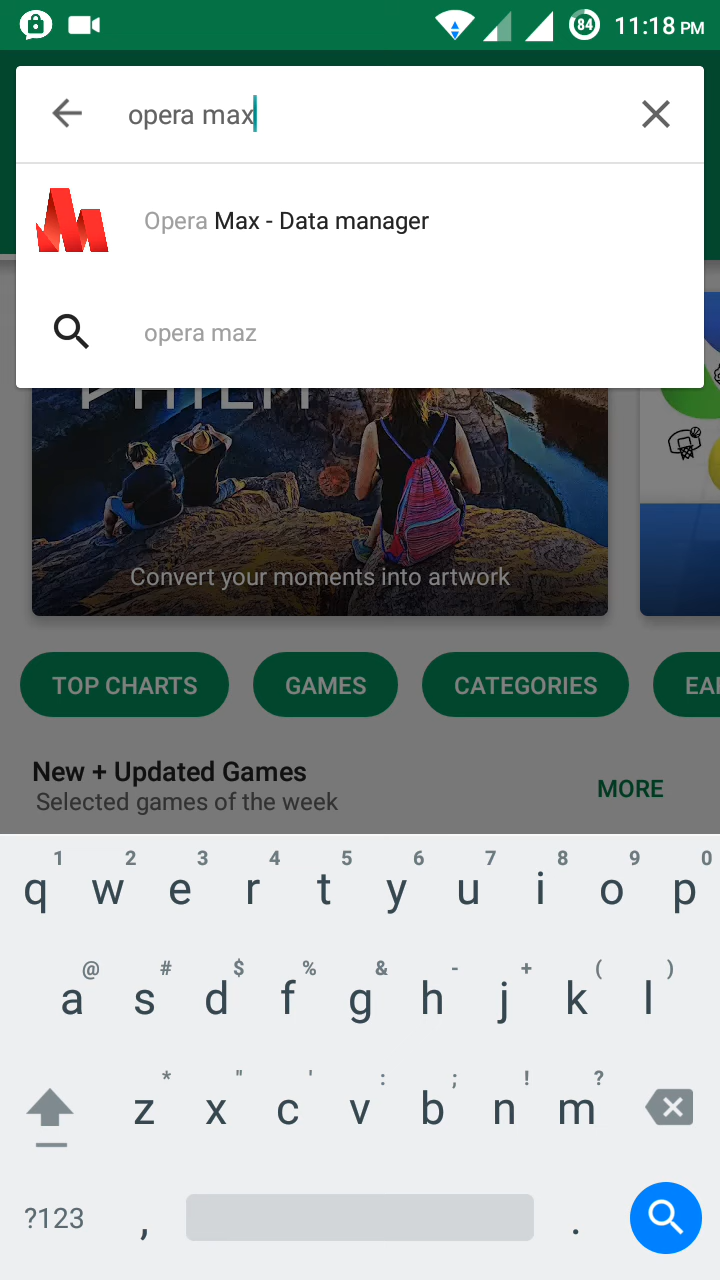 84 11:18 PM
opera max
Opera Max - Data manager
opera maz
Convert your moments into artwork
TOP CHARTS GAMES CATEGORIES
New + Updated Games
Selected games of the week
MORE
1 2 3 4 5 6 7 8 9 0
q w e r t y u i o p
@ # $ % & - + ( )
a s d f g h j k l
* " ' : ; ! ?
z x c v b n m
?123 , .